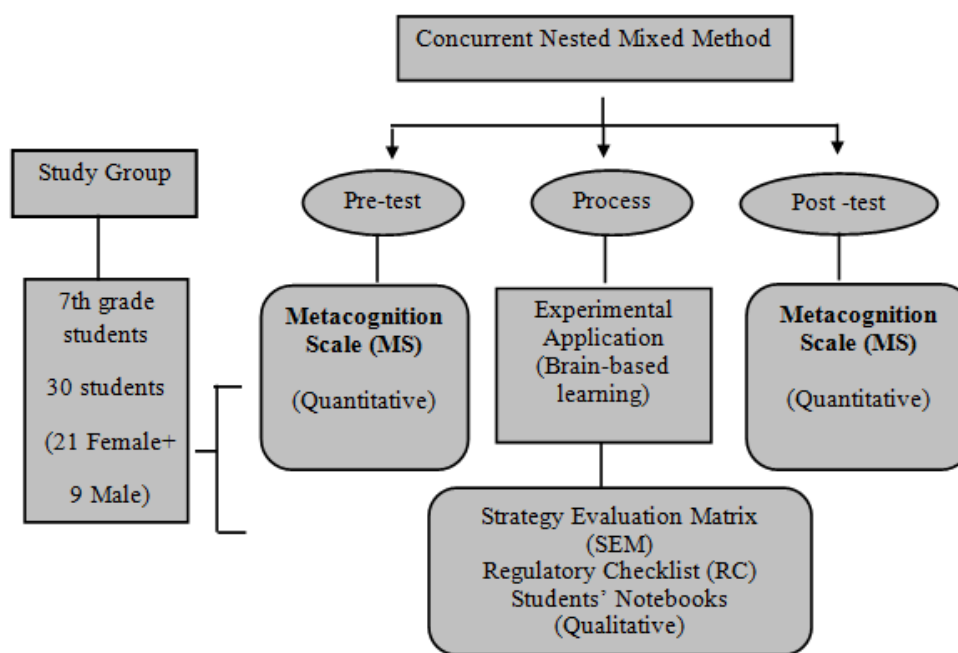 Concurrent Nested Mixed Method
Study Group
Pre-test
Process
Post -test
7th grade
students
30 students
(21 Female+
9 Male)
Metacognition
Scale (MS)
(Quantitative)
Experimental
Application
(Brain-based
learning)
Metacognition
Scale (MS)
(Quantitative)
Strategy Evaluation Matrix
(SEM)
Regulatory Checklist (RC)
Students’ Notebooks
(Qualitative)